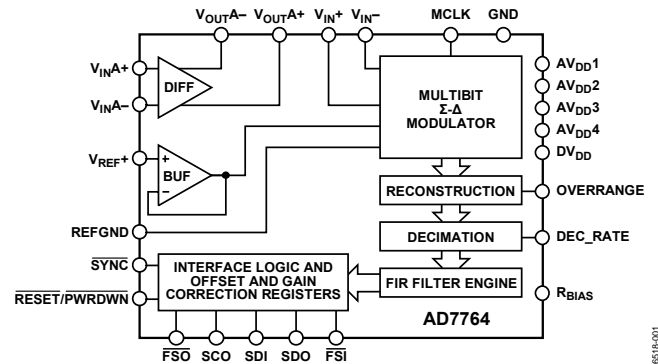 VOUTA– VOUTA+ VIN+ VIN– MCLK GND
VINA+
DIFF
VINA–
MULTIBIT
Σ-Δ
MODULATOR
AVDD1
AVDD2
AVDD3
AVDD4
DVDD
VREF+
+
BUF
–
RECONSTRUCTION
OVERRANGE
REFGND
DECIMATION
DEC_RATE
SYNC
INTERFACE LOGIC AND
OFFSET AND GAIN
CORRECTION REGISTERS
FIR FILTER ENGINE
RESET/PWRDWN
RBIAS
AD7764
FSO SCO SDI SDO FSI